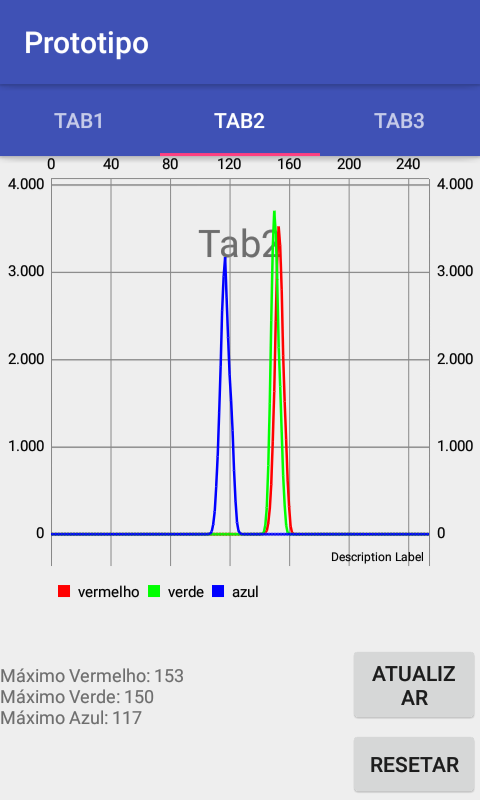 Prototipo
TAB1 TAB2 TAB3
0 40 80 120 160 200 240
4.000 4.000
Tab2
3.000 3.000
2.000 2.000
1.000 1.000
0 0
Description Label
vermelho verde azul
Máximo Vermelho: 153
Máximo Verde: 150
Máximo Azul: 117
ATUALIZ
AR
RESETAR